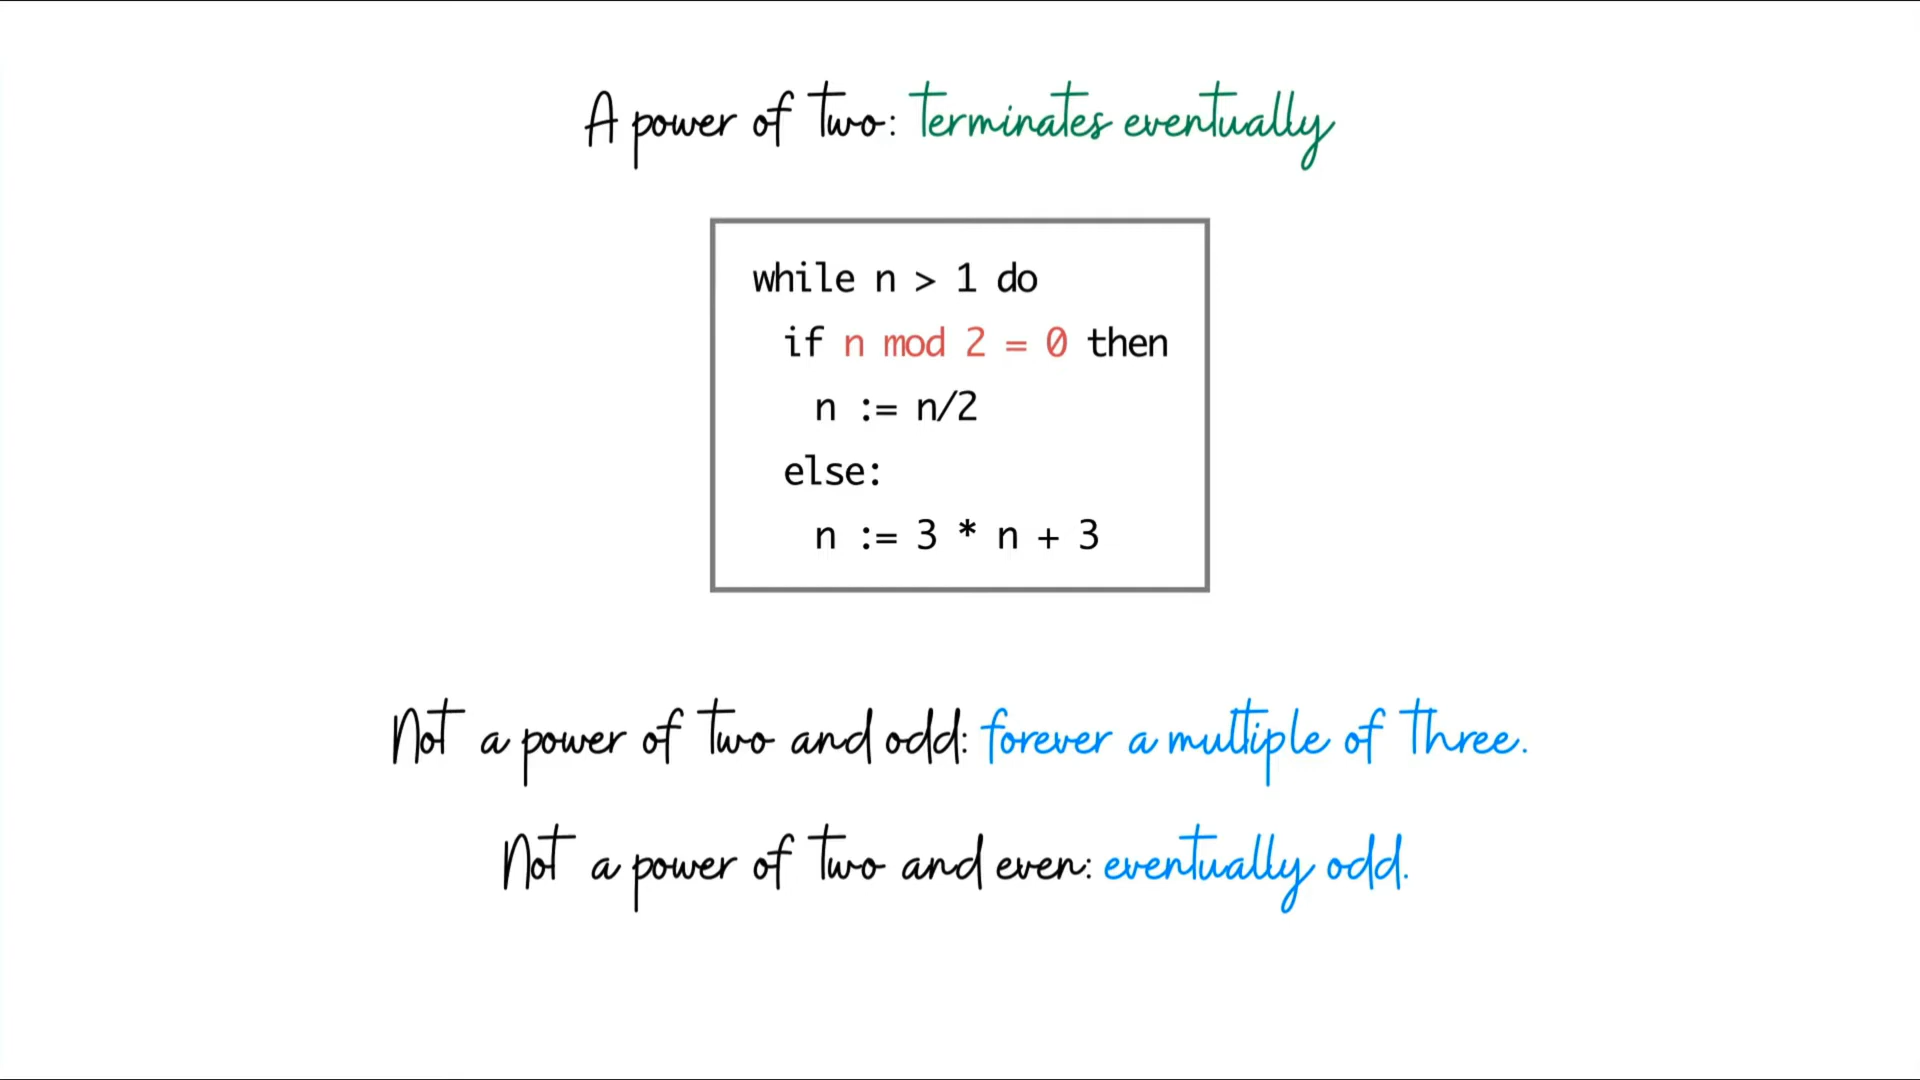 A power of two: terminates eventually
while n > 1 do
if n mod 2 = 0 then
n := n/2
else:
n := 3 * n + 3
Not a power of two and odd: forever a multiple of three.
Not a power of two and even: eventually odd.